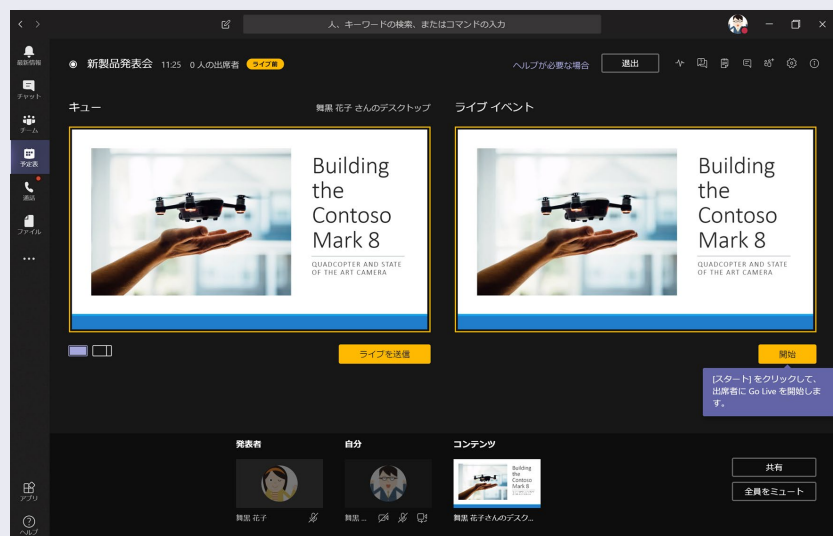 人、キーワードの検索、またはコマンドの入力
最新情報
チャット
チーム
予定表
通話
ファイル
アプリ
ヘルプ
新製品発表会 11:25 0 人の出席者 ライブ前
ヘルプが必要な場合 退出
キュー 舞黒 花子 さんのデスクトップ
Building
the
Contoso
Mark 8
QUADCOPTER AND STATE
OF THE ART CAMERA
ライブを送信
ライブ イベント
Building
the
Contoso
Mark 8
QUADCOPTER AND STATE
OF THE ART CAMERA
開始
[スタート] をクリックして、
出席者に Go Live を開始しま
す。
発表者
舞黒 花子
自分
舞黒 ...
コンテンツ
Building
the
Contoso
Mark 8
舞黒 花子さんのデスク...
共有
全員をミュート